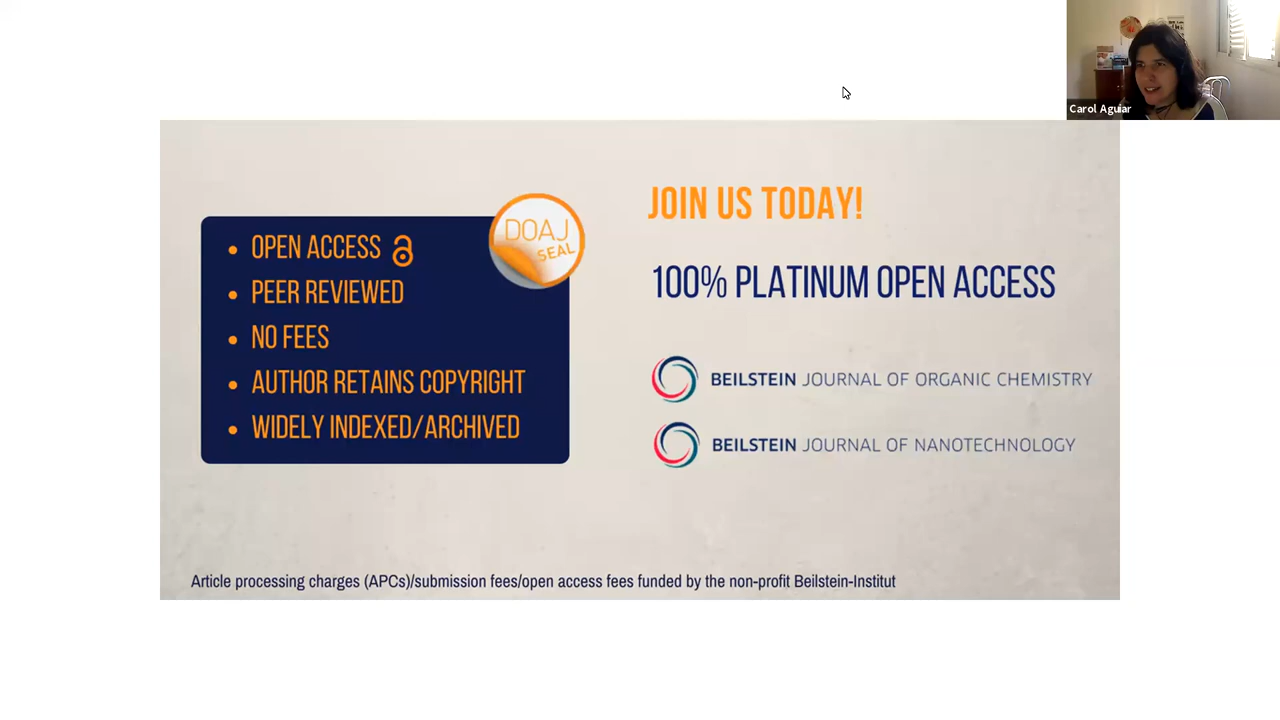 Carol Aguiar
JOIN US TODAY!
100% PLATINUM OPEN ACCESS
BEILSTEIN JOURNAL OF ORGANIC CHEMISTRY
BEILSTEIN JOURNAL OF NANOTECHNOLOGY
DOAJ
SEAL
• OPEN ACCESS
• PEER REVIEWED
• NO FEES
• AUTHOR RETAINS COPYRIGHT
• WIDELY INDEXED/ARCHIVED
Article processing charges (APCs)/submission fees/open access fees funded by the non-profit Beilstein-Institut